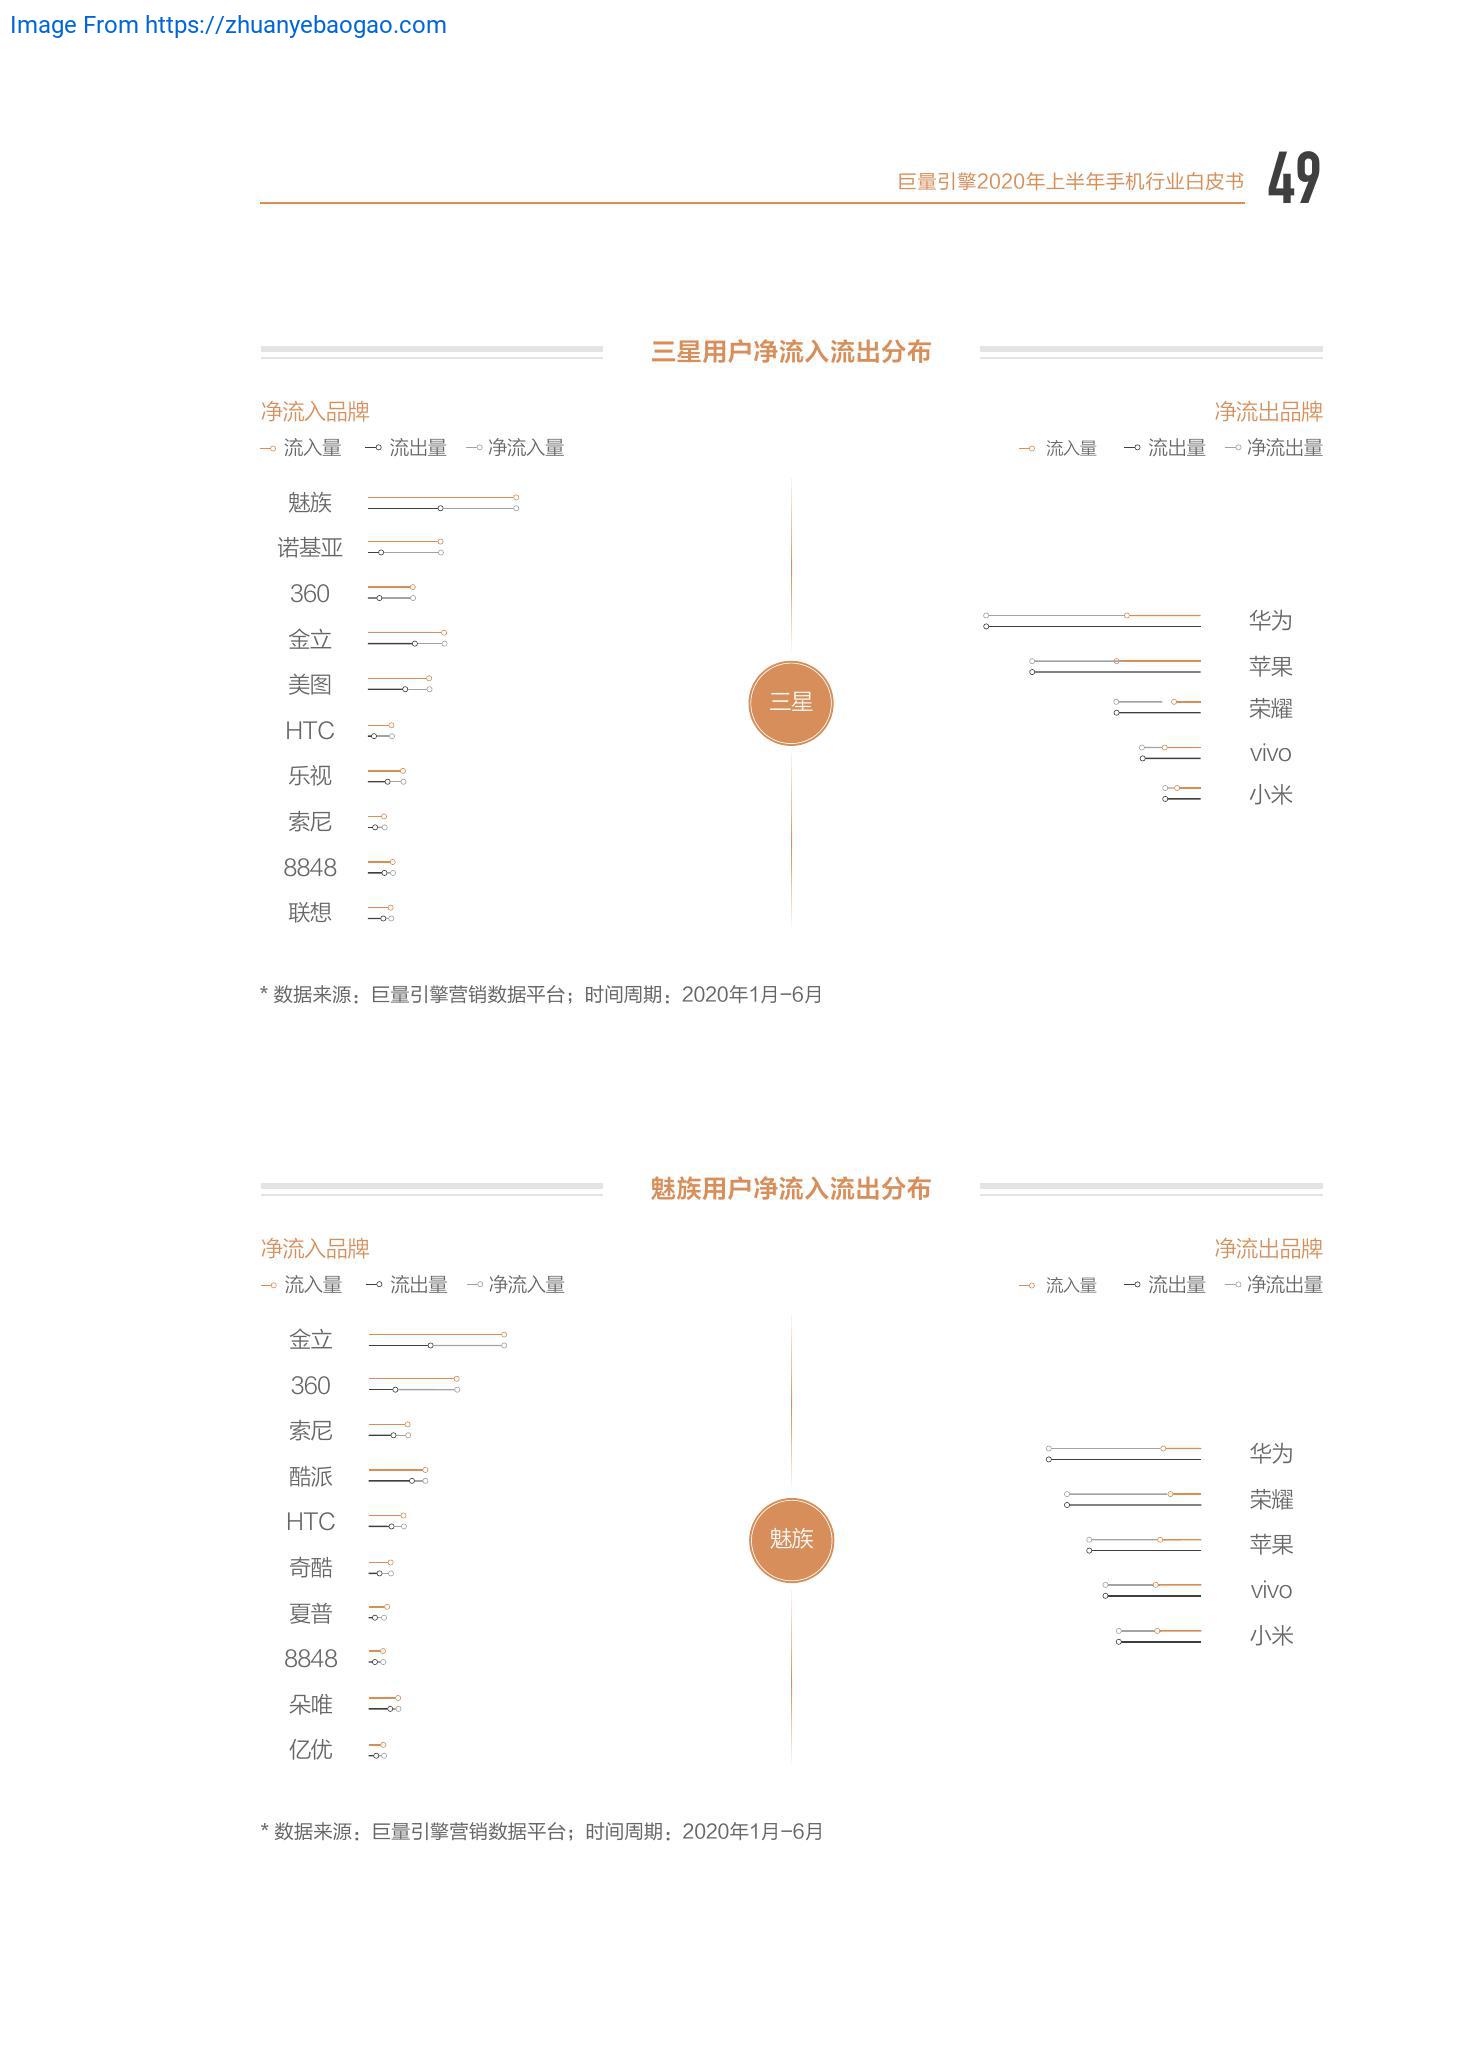 Image From https://zhuanyebaogao.com
巨量引擎2020年上半年手机行业白皮书 49
三星用户净流入流出分布
净流入品牌 净流出品牌
流入量 流出量 净流入量 流入量 流出量 净流出量
魅族
诺基亚
360
华为
金立
苹果
美图
三星
荣耀
HTC
vivo
乐视
小米
索尼
8848
联想
* 数据来源：巨量引擎营销数据平台；时间周期：2020年1月-6月
魅族用户净流入流出分布
净流入品牌 净流出品牌
流入量 流出量 净流入量 流入量 流出量 净流出量
金立
360
索尼
华为
酷派
荣耀
HTC
魅族
苹果
奇酷
vivo
夏普
小米
8848
朵唯
亿优
* 数据来源：巨量引擎营销数据平台；时间周期：2020年1月-6月